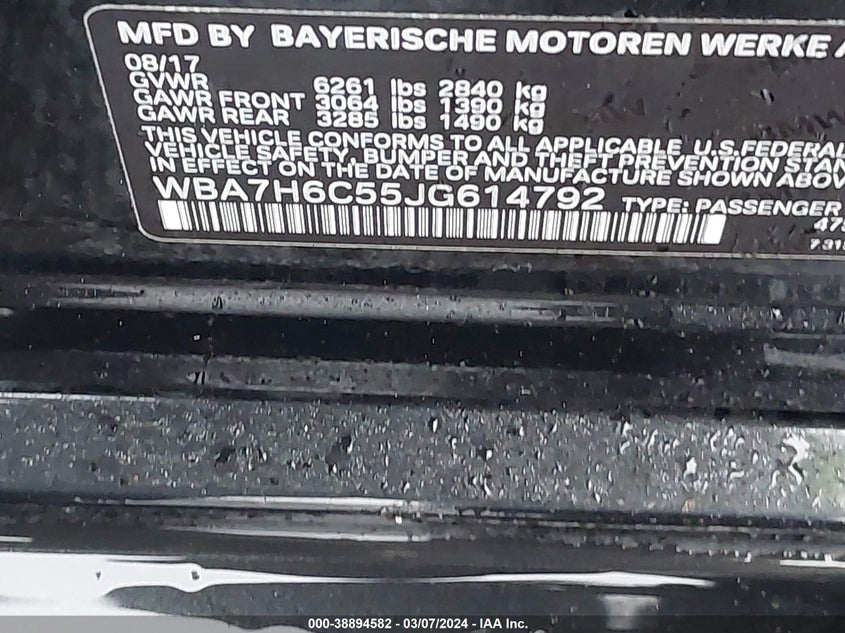 MFD BY BAYERISCHE MOTOREN WERKE
08/17
GVWR 6261 lbs 2840 kg
GAWR FRONT 3064 lbs 1390 kg
GAWR REAR 3285 lbs 1490 kg
THIS VEHICLE CONFORMS TO ALL APPLICABLE U.S.FEDERAL
VEHICLE SAFETY, BUMPER AND THEFT PREVENTION STAN
IN EFFECT ON THE DATE OF MANUFACTURE SHOWN ABOV
WBA7H6C55JG614792 TYPE: PASSENGER
000-38894582 - 03/07/2024 - IAA Inc.